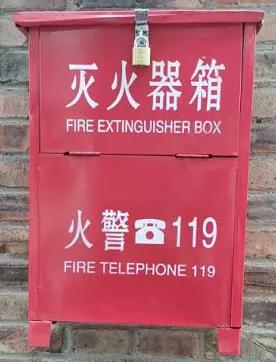 灭火器箱
FIRE EXTINGUISHER BOX
火警☎119
FIRE TELEPHONE 119